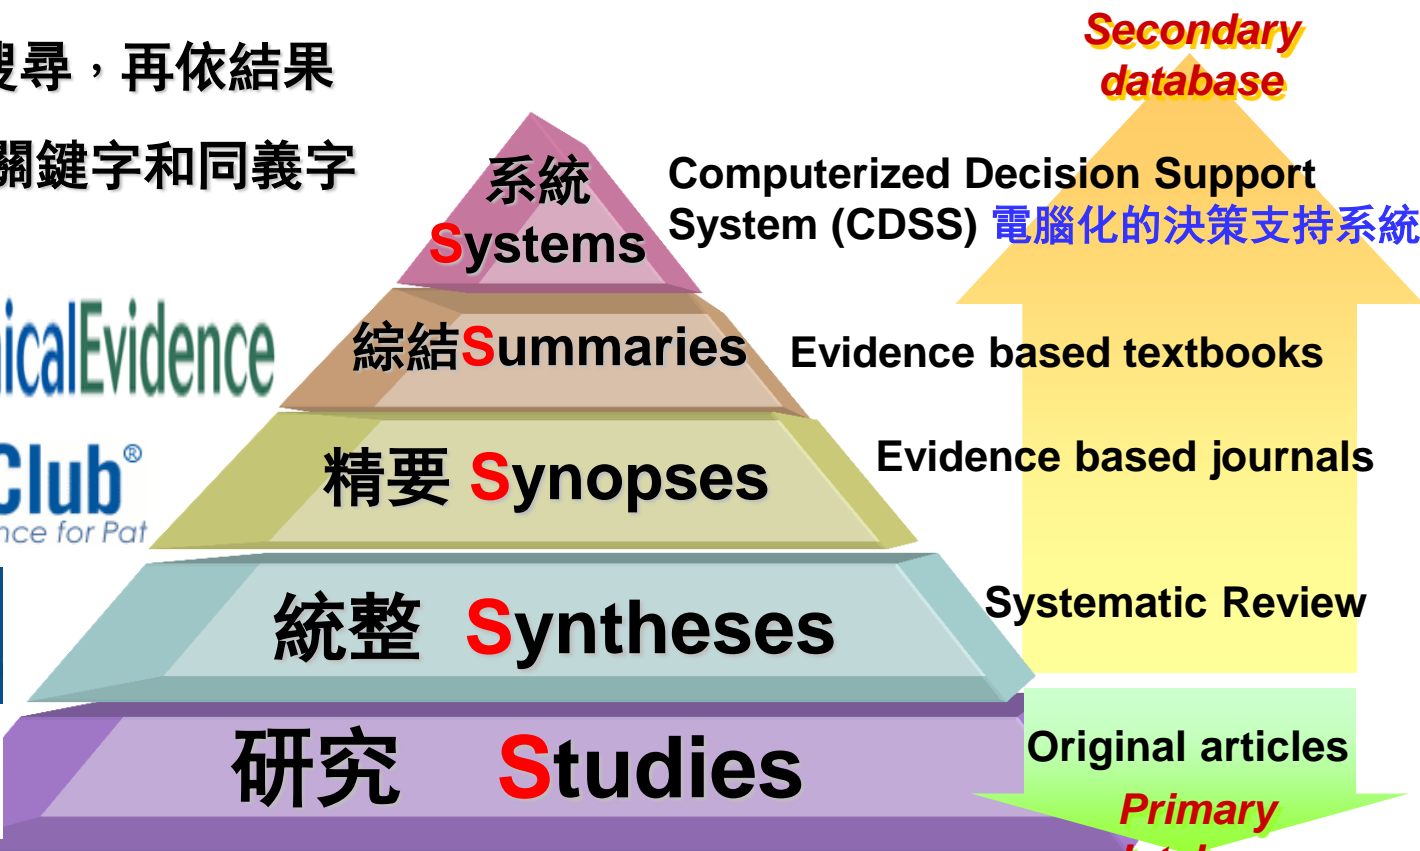 搜尋，再依結果
關鍵字和同義字
Secondary
database
系統
Systems
Computerized Decision Support
System (CDSS) 電腦化的決策支持系統
icalEvidence
綜結Summaries
Evidence based textbooks
Club®
nce for Pat
精要 Synopses
Evidence based journals
統整 Syntheses
Systematic Review
研究 Studies
Original articles
Primary